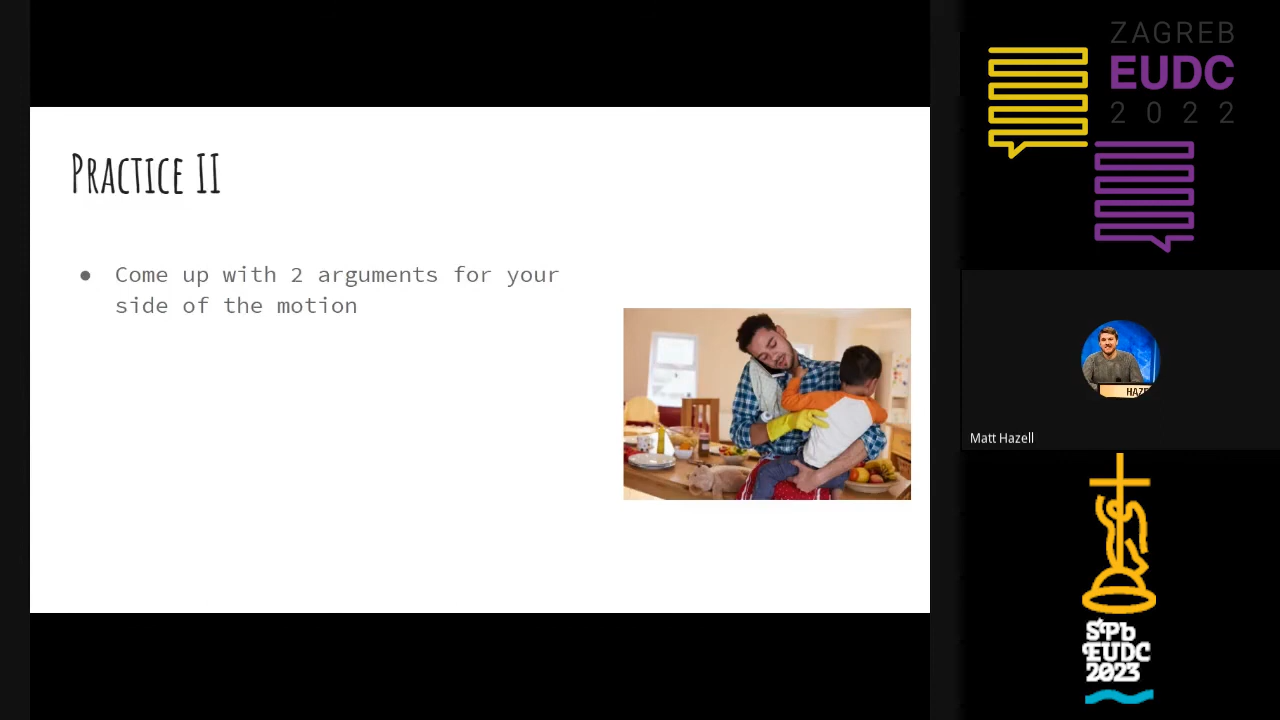 Practice II
● Come up with 2 arguments for your
side of the motion
ZAGREB
EUDC
2022
HAZE
Matt Hazell
SPb
EUDC
2023